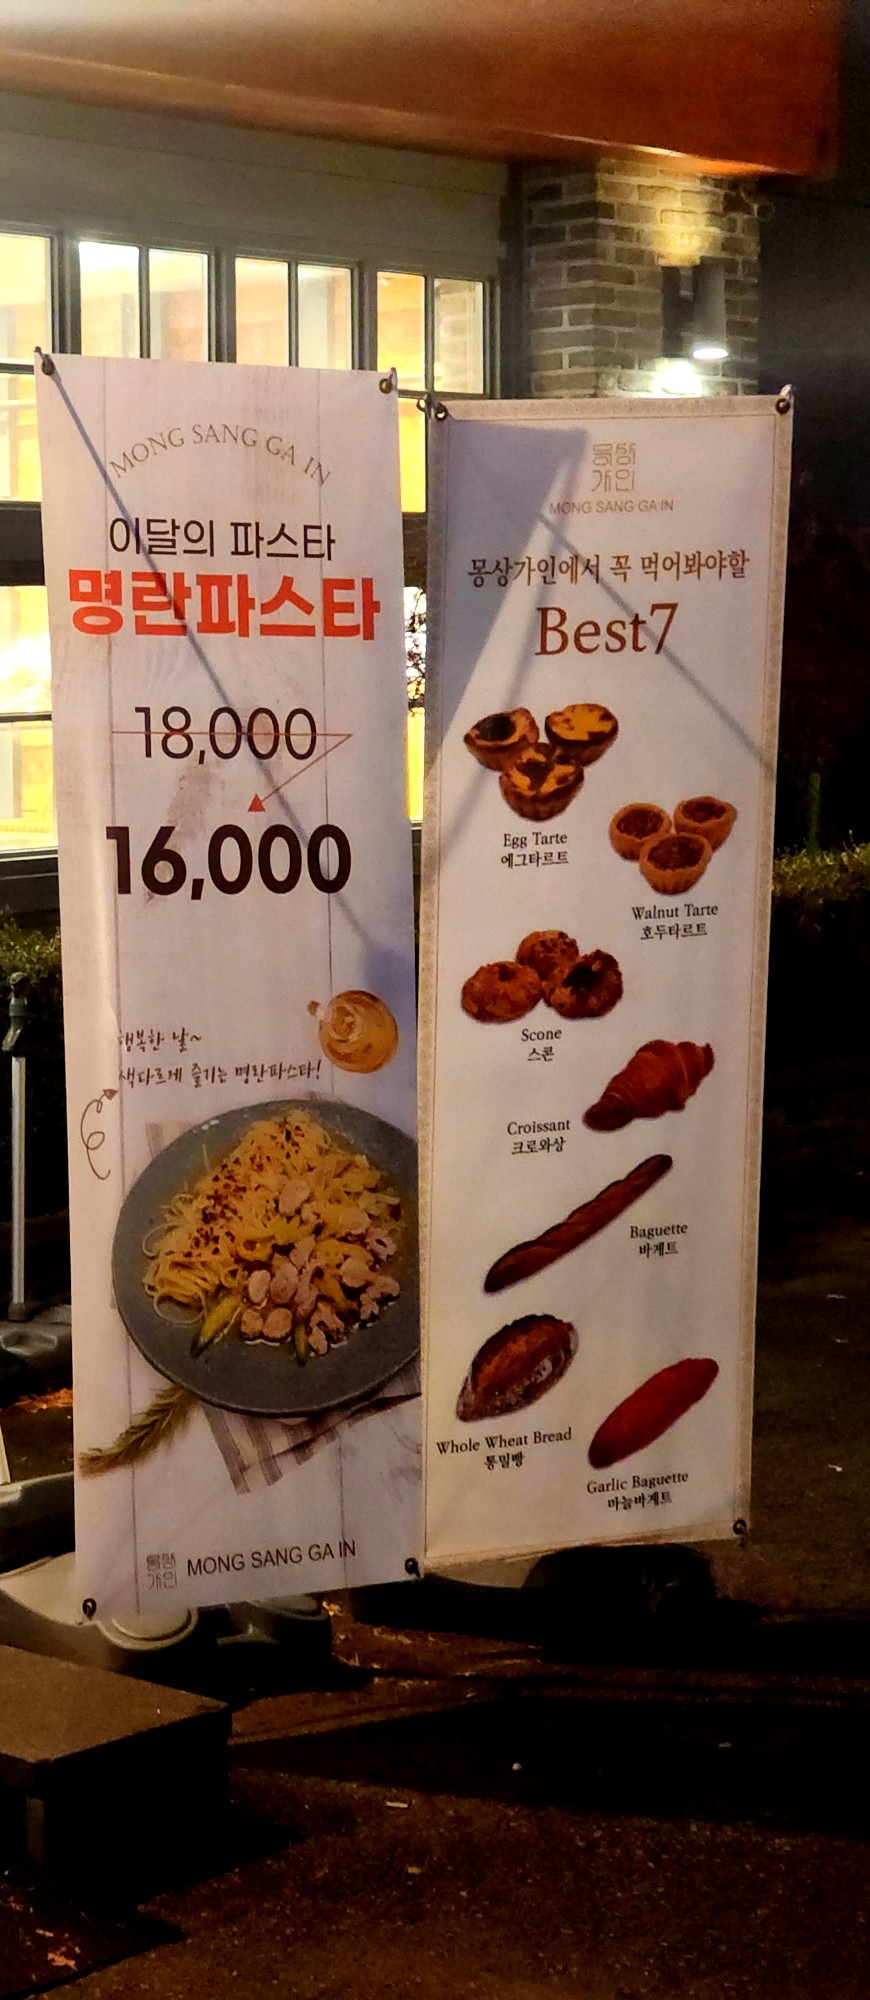 MONG SANG GA IN
이달의 파스타
명란파스타
18,000
16,000
행복한 날~
색다르게 즐기는 명란파스타!
몽상
개인
MONG SANG GA IN
몽상
개인
MONG SANG GA IN
몽상가인에서 꼭 먹어봐야할
Best7
Egg Tarte
에그타르트
Walnut Tarte
호두타르트
Scone
스콘
Croissant
크로와상
Baguette
바게트
Whole Wheat Bread
통밀빵
Garlic Baguette
마늘바게트